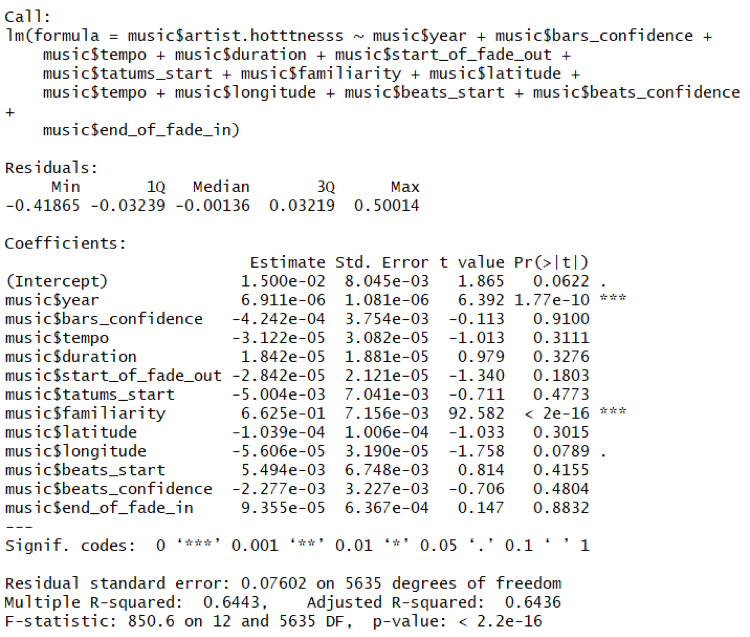 Call:
lm(formula = music$artist.hotttnesss ~ music$year + music$bars_confidence +
    music$tempo + music$duration + music$start_of_fade_out +
    music$tatums_start + music$familiarity + music$latitude +
    music$tempo + music$longitude + music$beats_start + music$beats_confidence
+
    music$end_of_fade_in)
Residuals:
     Min       1Q   Median       3Q      Max
-0.41865 -0.03239 -0.00136  0.03219  0.50014
Coefficients:
                          Estimate Std. Error t value Pr(>|t|)
(Intercept)              1.500e-02  8.045e-03   1.865   0.0622 .
music$year               6.911e-06  1.081e-06   6.392 1.77e-10 ***
music$bars_confidence   -4.242e-04  3.754e-03  -0.113   0.9100
music$tempo             -3.122e-05  3.082e-05  -1.013   0.3111
music$duration           1.842e-05  1.881e-05   0.979   0.3276
music$start_of_fade_out -2.842e-05  2.121e-05  -1.340   0.1803
music$tatums_start      -5.004e-03  7.041e-03  -0.711   0.4773
music$familiarity        6.625e-01  7.156e-03  92.582  < 2e-16 ***
music$latitude          -1.039e-04  1.006e-04  -1.033   0.3015
music$longitude         -5.606e-05  3.190e-05  -1.758   0.0789 .
music$beats_start        5.494e-03  6.748e-03   0.814   0.4155
music$beats_confidence  -2.277e-03  3.227e-03  -0.706   0.4804
music$end_of_fade_in     9.355e-05  6.367e-04   0.147   0.8832
---
Signif. codes:  0 ‘***’ 0.001 ‘**’ 0.01 ‘*’ 0.05 ‘.’ 0.1 ‘ ’ 1
Residual standard error: 0.07602 on 5635 degrees of freedom
Multiple R-squared:  0.6443,    Adjusted R-squared:  0.6436
F-statistic: 850.6 on 12 and 5635 DF,  p-value: < 2.2e-16